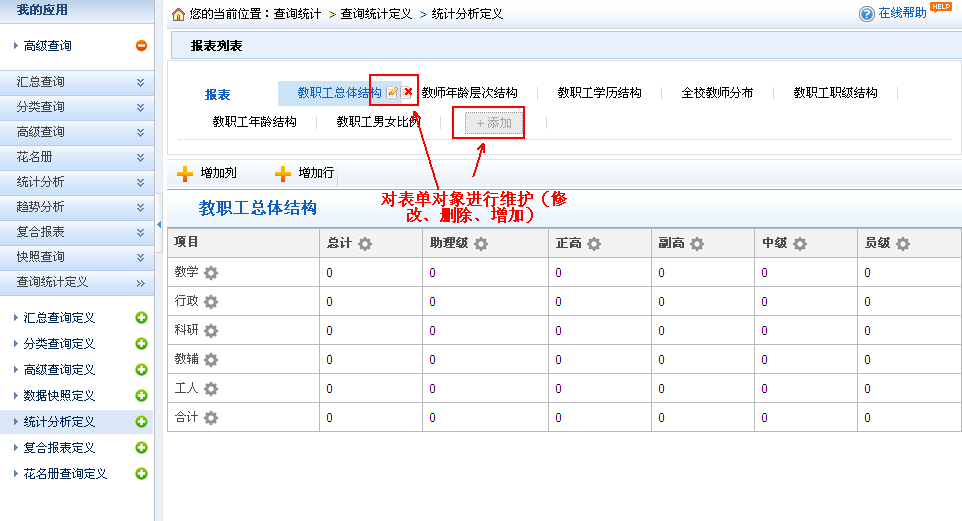 我的应用
高级查询
汇总查询
分类查询
高级查询
花名册
统计分析
趋势分析
复合报表
快照查询
查询统计定义
汇总查询定义
分类查询定义
高级查询定义
数据快照定义
统计分析定义
复合报表定义
花名册查询定义
您的当前位置：查询统计 > 查询统计定义 > 统计分析定义
在线帮助 HELP
报表列表
报表 教职工总体结构 教师年龄层次结构 教职工学历结构 全校教师分布 教职工职级结构
教职工年龄结构 教职工男女比例 +添加
增加列 增加行
对表单对象进行维护（修
改、删除、增加）
教职工总体结构
项目 总计 助理级 正高 副高 中级 员级
教学 0 0 0 0 0 0
行政 0 0 0 0 0 0
科研 0 0 0 0 0 0
教辅 0 0 0 0 0 0
工人 0 0 0 0 0 0
合计 0 0 0 0 0 0